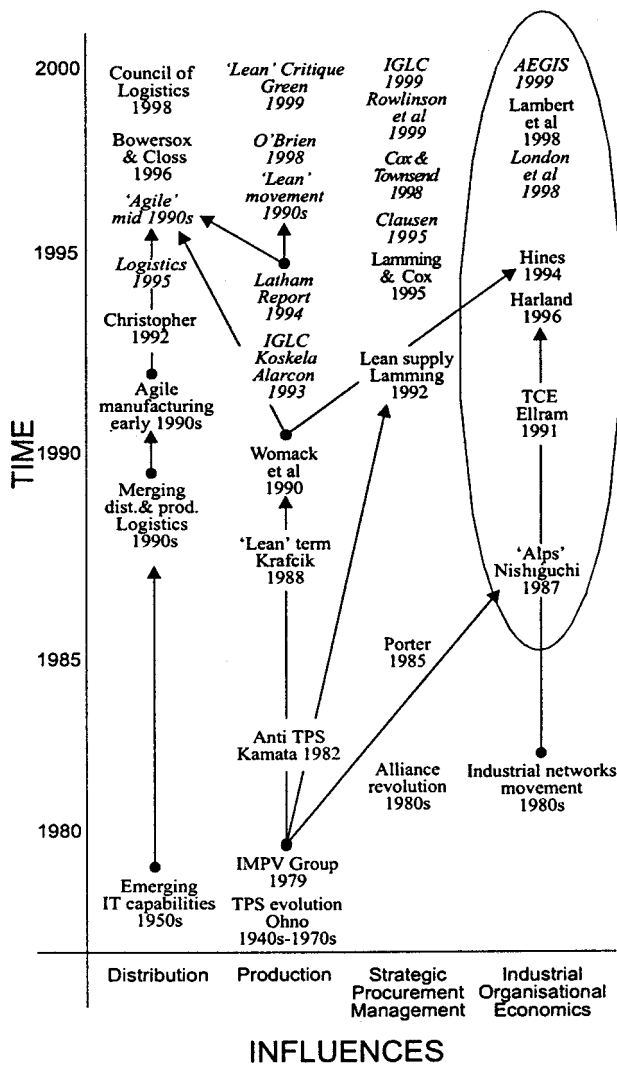 TIME
2000
1995
1990
1985
1980
Council of
Logistics
1998
Bowersox
& Closs
1996
'Agile'
mid 1990s
Logistics
1995
Christopher
1992
Agile
manufacturing
early 1990s
Merging
dist.& prod.
Logistics
1990s
Emerging
IT capabilities
1950s
'Lean' Critique
Green
1999
O'Brien
1998
'Lean'
movement
1990s
Latham
Report
1994
IGLC
Koskela
Alarcon
1993
Womack
et al
1990
'Lean' term
Krafcik
1988
Anti TPS
Kamata 1982
IMPV Group
1979
TPS evolution
Ohno
1940s-1970s
IGLC
1999
Rowlinson
et al
1999
Cox &
Townsend
1998
Clausen
1995
Lamming
& Cox
1995
Lean supply
Lamming
1992
Porter
1985
Alliance
revolution
1980s
AEGIS
1999
Lambert
et al
1998
London
et al
1998
Hines
1994
Harland
1996
TCE
Ellram
1991
'Alps'
Nishiguchi
1987
Industrial networks
movement
1980s
Distribution
Production
Strategic
Procurement
Management
Industrial
Organisational
Economics
INFLUENCES